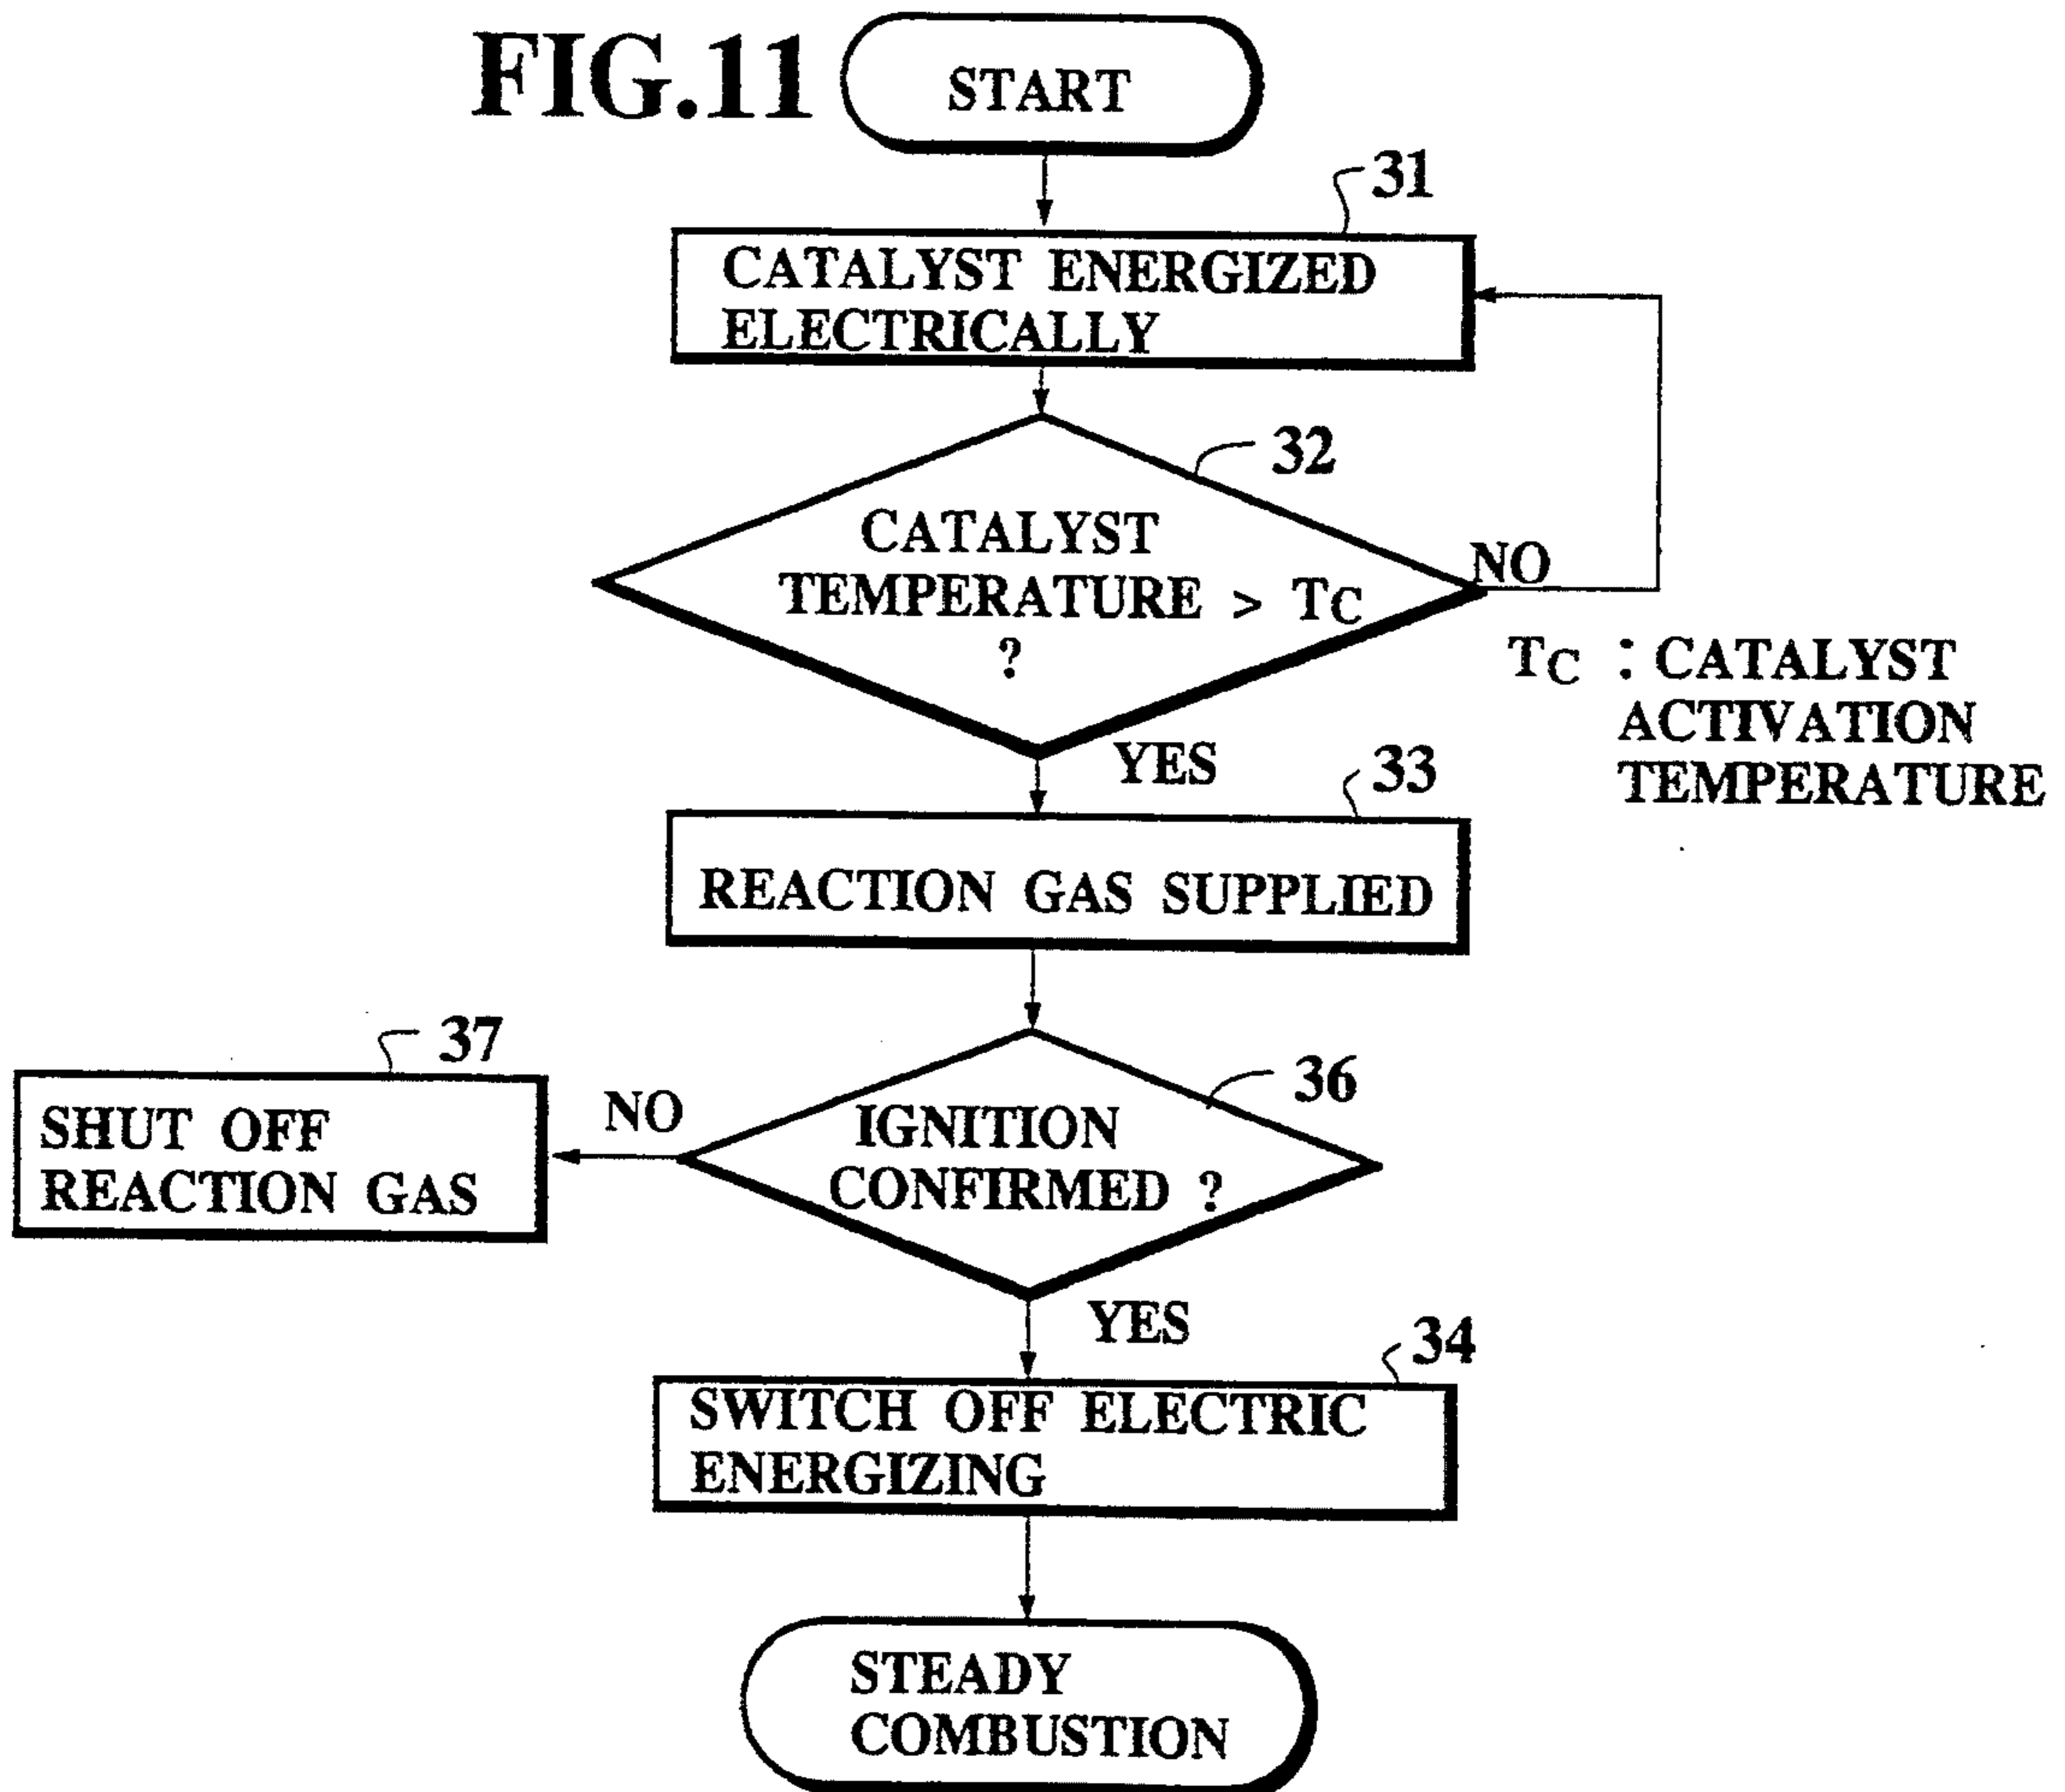 FIG.11
START
31
CATALYST ENERGIZED
ELECTRICALLY
32
CATALYST
TEMPERATURE > TC
?
NO
TC : CATALYST
ACTIVATION
TEMPERATURE
YES
33
REACTION GAS SUPPLIED
37
SHUT OFF
REACTION GAS
NO
36
IGNITION
CONFIRMED ?
YES
34
SWITCH OFF ELECTRIC
ENERGIZING
STEADY
COMBUSTION